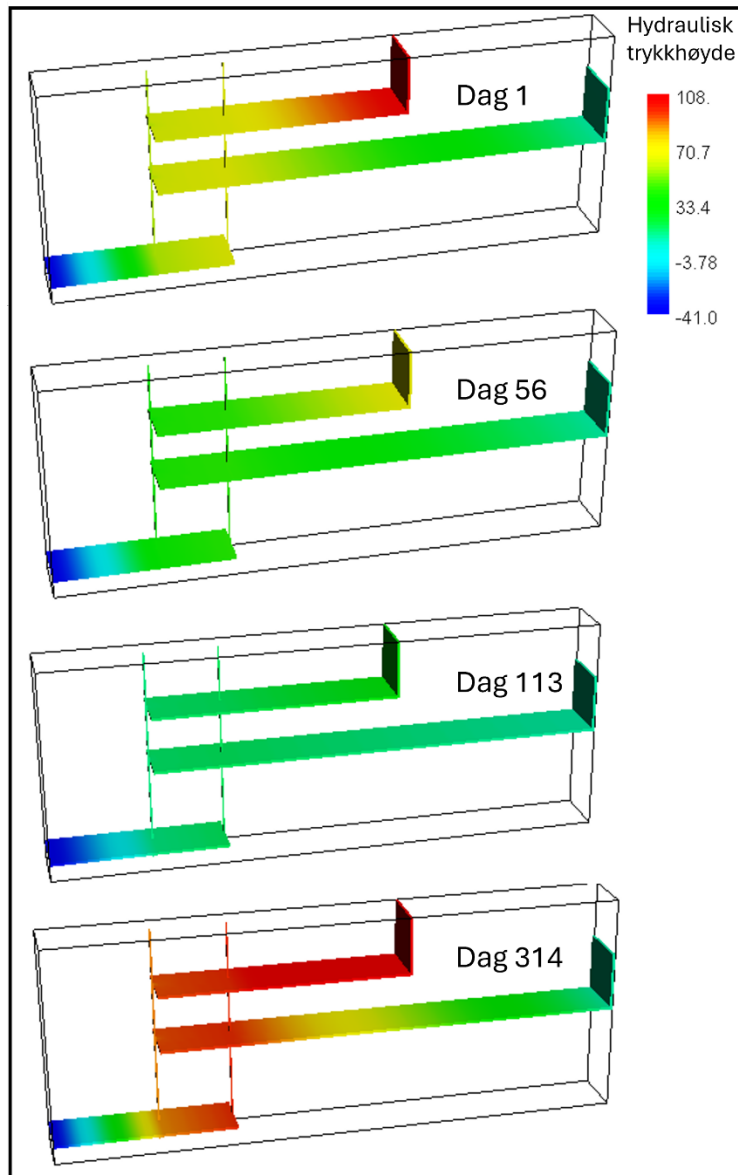 Hydraulisk
trykkhøyde
108.
70.7
33.4
-3.78
-41.0
Dag 1
Dag 56
Dag 113
Dag 314